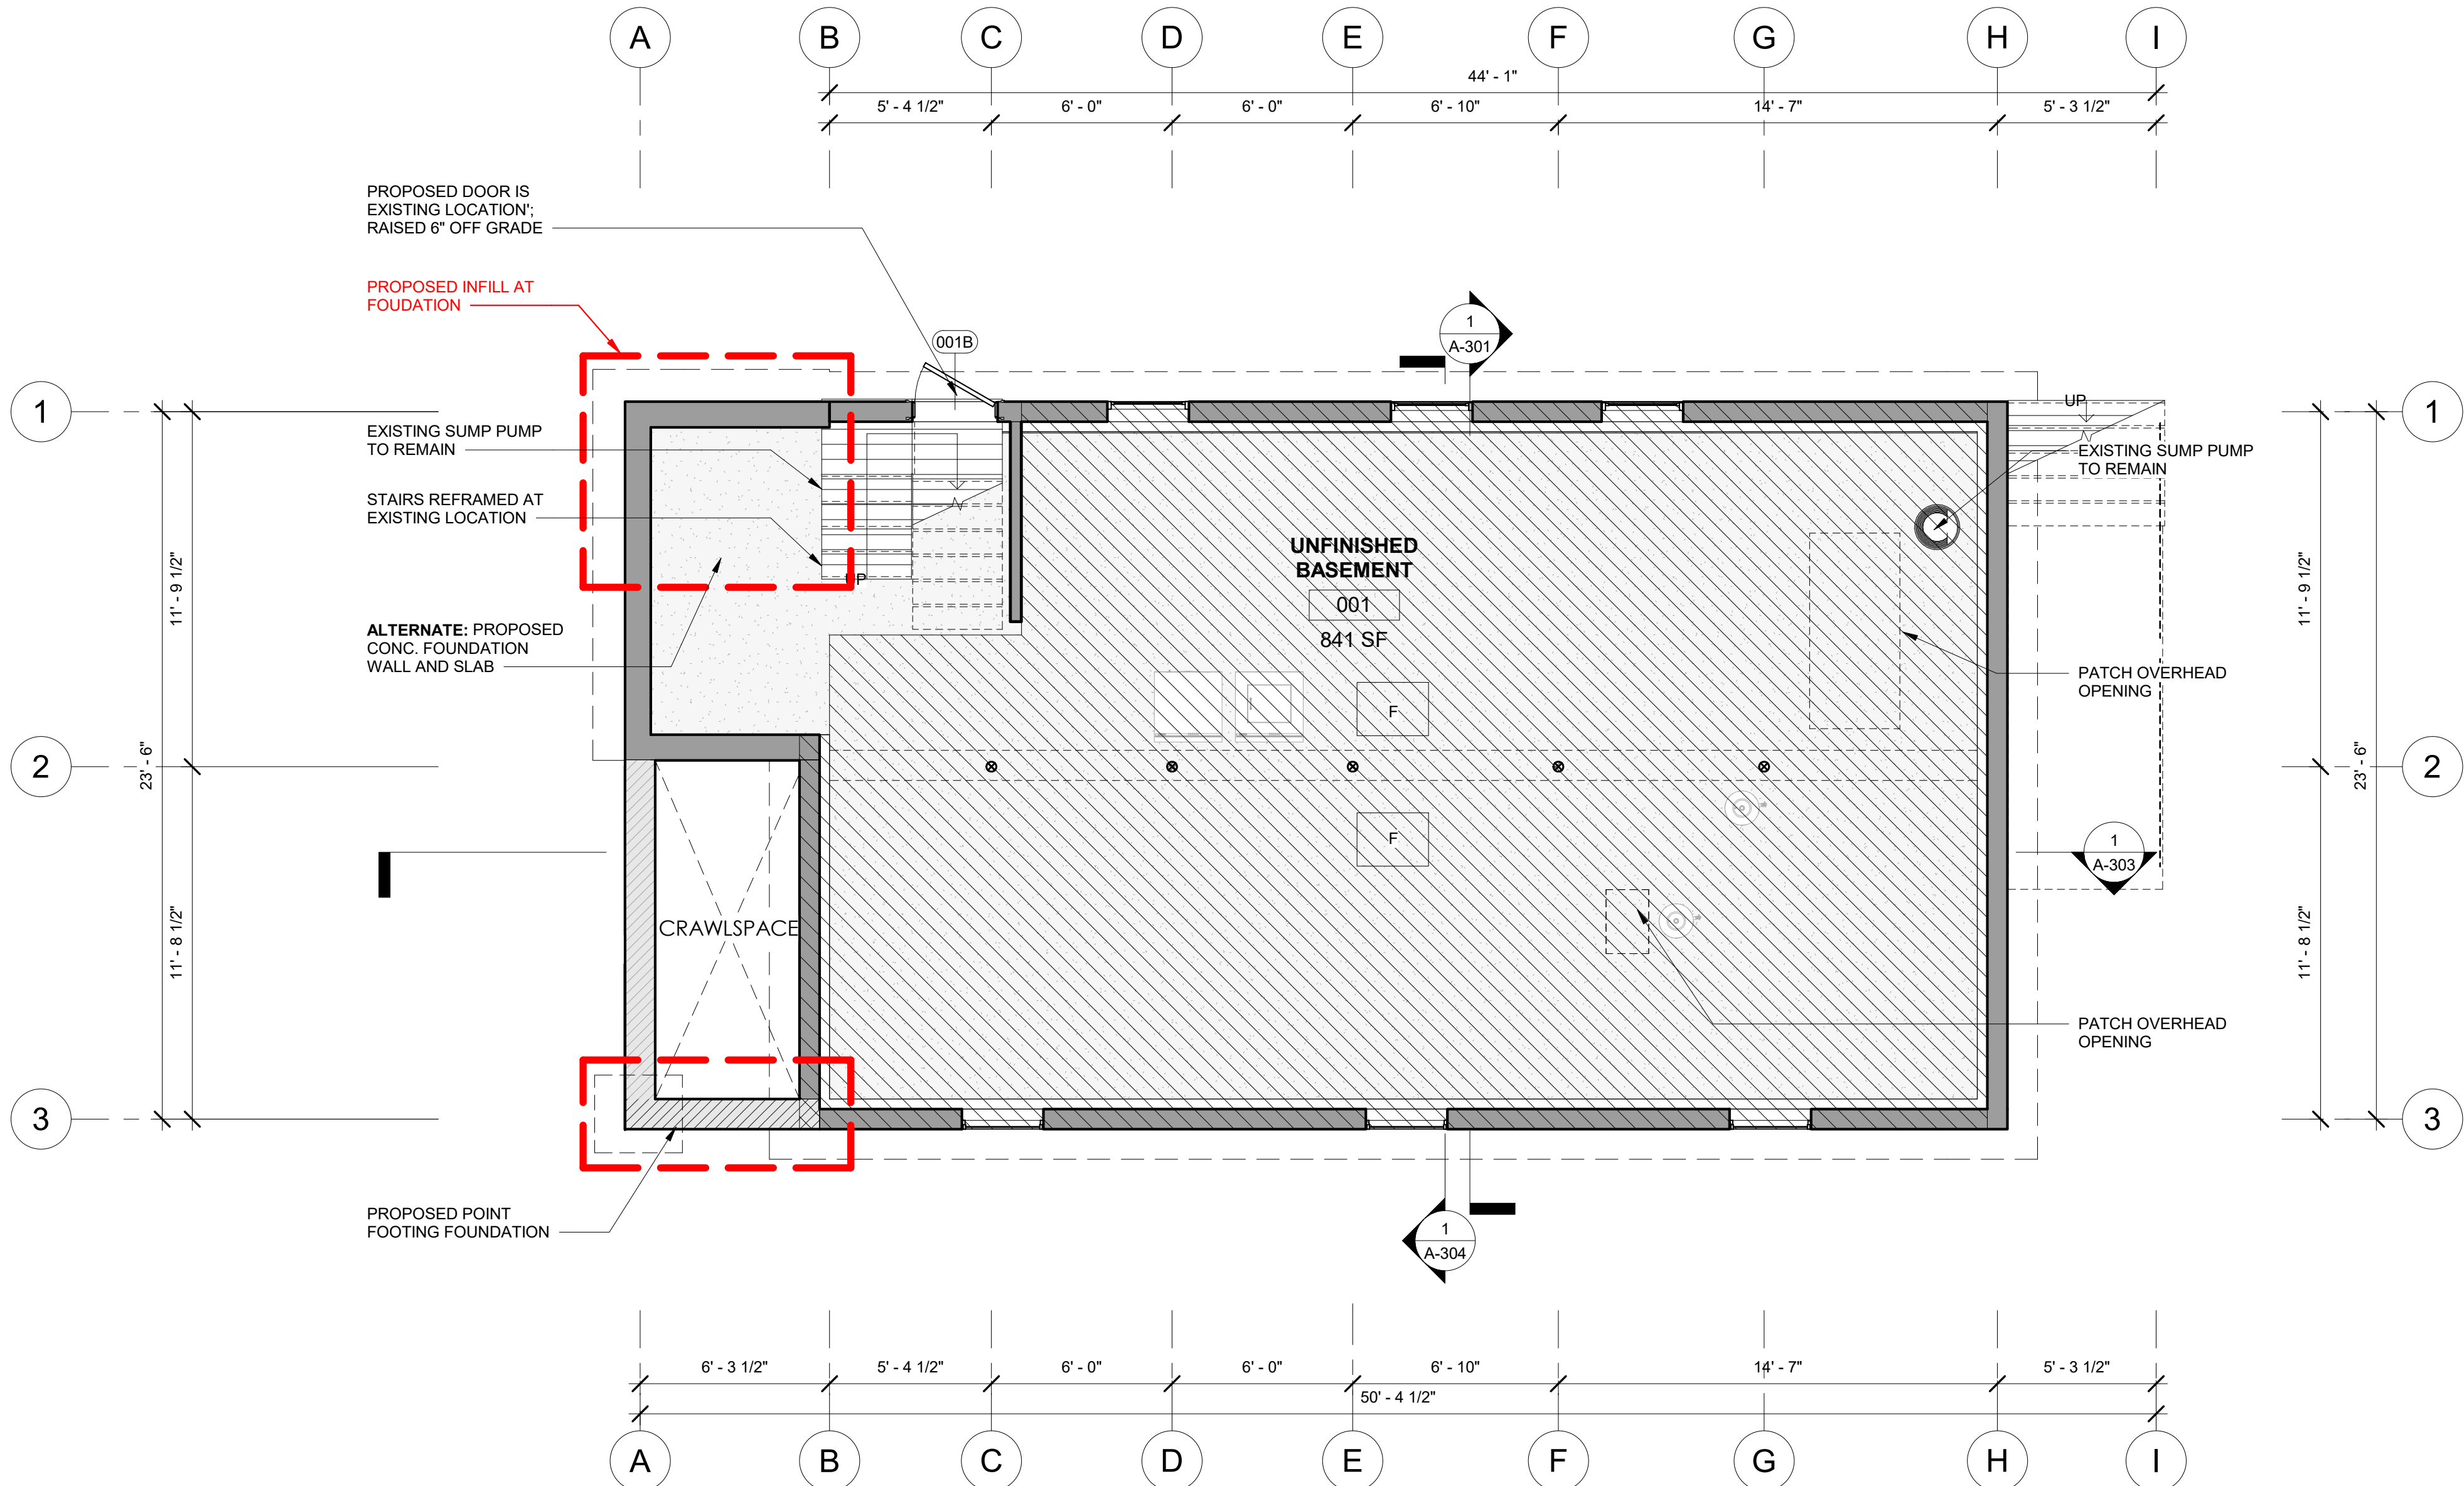 A B C D E F G H I
44' - 1"
5' - 4 1/2" 6' - 0" 6' - 0" 6' - 10" 14' - 7" 5' - 3 1/2"
PROPOSED DOOR IS
EXISTING LOCATION';
RAISED 6" OFF GRADE
PROPOSED INFILL AT
FOUDATION
001B
1
A-301
1
1
UP
EXISTING SUMP PUMP
TO REMAIN
EXISTING SUMP PUMP
TO REMAIN
STAIRS REFRAMED AT
EXISTING LOCATION
UP
UNFINISHED
BASEMENT
001
841 SF
11' - 9 1/2"
11' - 9 1/2"
ALTERNATE: PROPOSED
CONC. FOUNDATION
WALL AND SLAB
PATCH OVERHEAD
OPENING
F
2
23' - 6"
23' - 6"
2
F
1
A-303
CRAWLSPACE
11' - 8 1/2"
11' - 8 1/2"
PATCH OVERHEAD
OPENING
3
3
PROPOSED POINT
FOOTING FOUNDATION
1
A-304
6' - 3 1/2" 5' - 4 1/2" 6' - 0" 6' - 0" 6' - 10" 14' - 7" 5' - 3 1/2"
50' - 4 1/2"
A B C D E F G H I